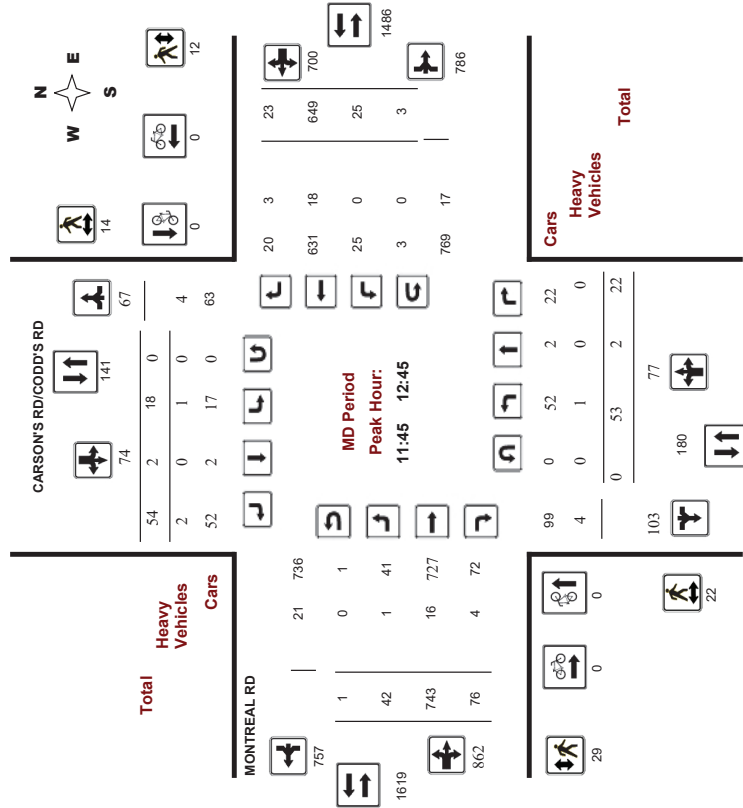 N
W E
S
12
14
0
0
CARSON'S RD/CODD'S RD
67
141
74
54 2 18 0
2 0 1 0 4
52 2 17 0 63
Total
Heavy
Vehicles
Cars
1486
700
786
20 3 23
631 18 649
25 0 25
3 0 3
769 17
MD Period
Peak Hour:
11:45 12:45
MONTREAL RD
757
1619
862
21 736
1 0 1
42 1 41
743 16 727
76 4 72
Cars
Heavy
Vehicles
Total
99 0 52 2 22
4 0 1 0 0
0 53 2 22
103
180
77
0
0
22
29